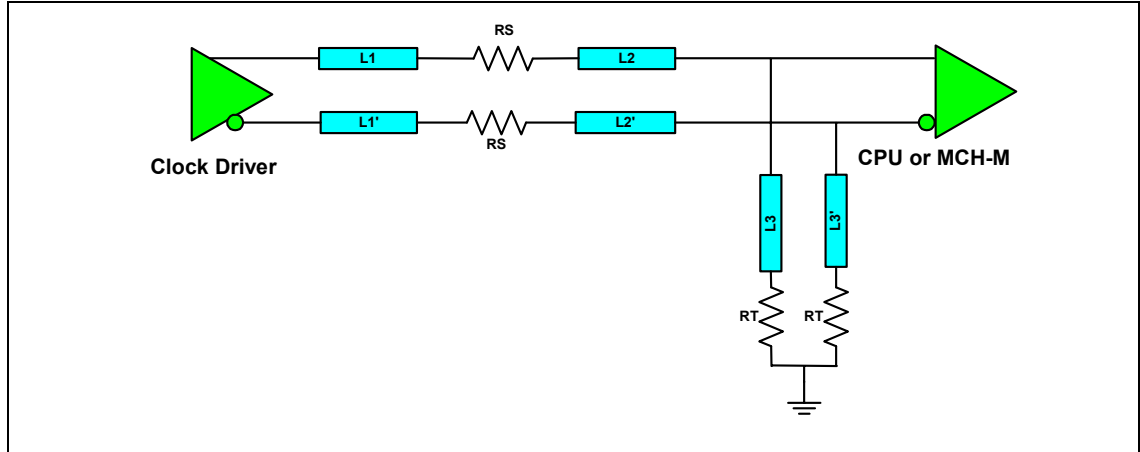 RS
L1
L2
L1'
L2'
RS
Clock Driver
CPU or MCH-M
L3
L3'
RT
RT